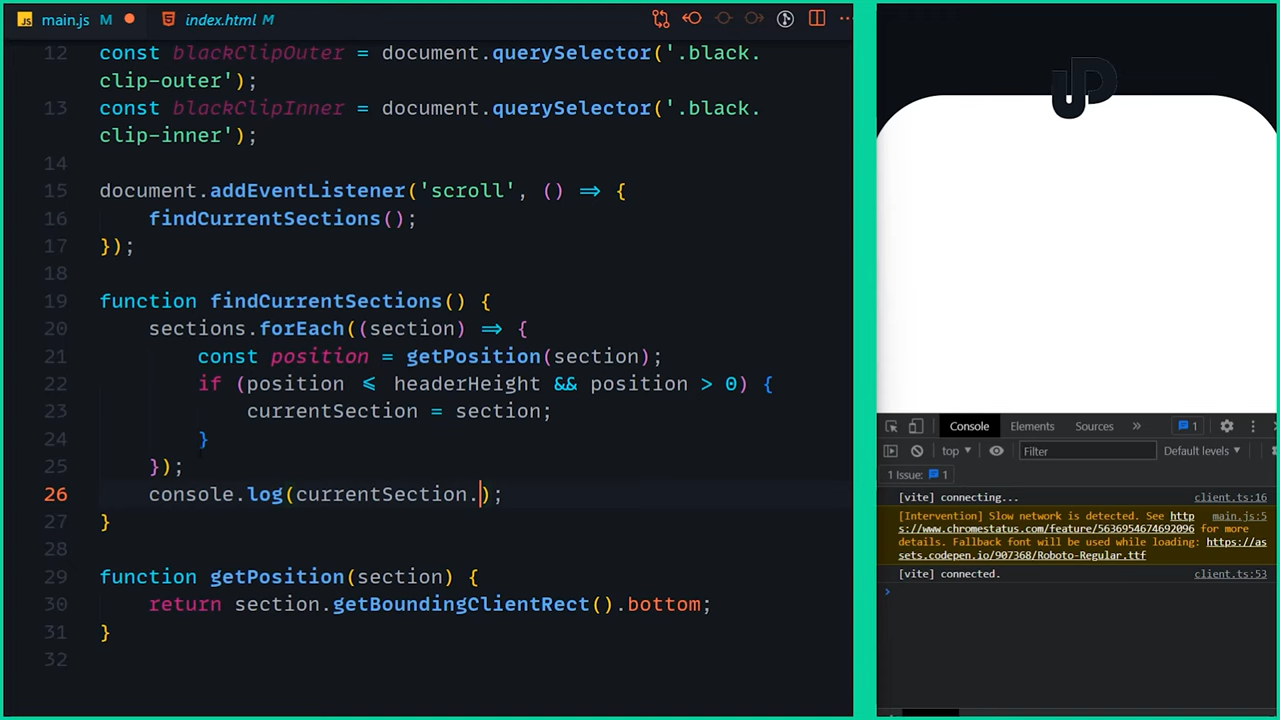 JS main.js M
index.html M
12 const blackClipOuter = document.querySelector('.black.
clip-outer');
13 const blackClipInner = document.querySelector('.black.
clip-inner');
14
15 document.addEventListener('scroll', () => {
16 findCurrentSections();
17 });
18
19 function findCurrentSections() {
20 sections.forEach((section) => {
21 const position = getPosition(section);
22 if (position <= headerHeight && position > 0) {
23 currentSection = section;
24 }
25 });
26 console.log(currentSection.);
27 }
28
29 function getPosition(section) {
30 return section.getBoundingClientRect().bottom;
31 }
32
Console Elements Sources » 1
top Filter Default levels
1 Issue: 1
[vite] connecting... client.ts:16
[Intervention] Slow network is detected. See http main.js:5
s://www.chromestatus.com/feature/5636954674692096 for more
details. Fallback font will be used while loading: https://as
sets.codepen.io/907368/Roboto-Regular.ttf
[vite] connected. client.ts:53